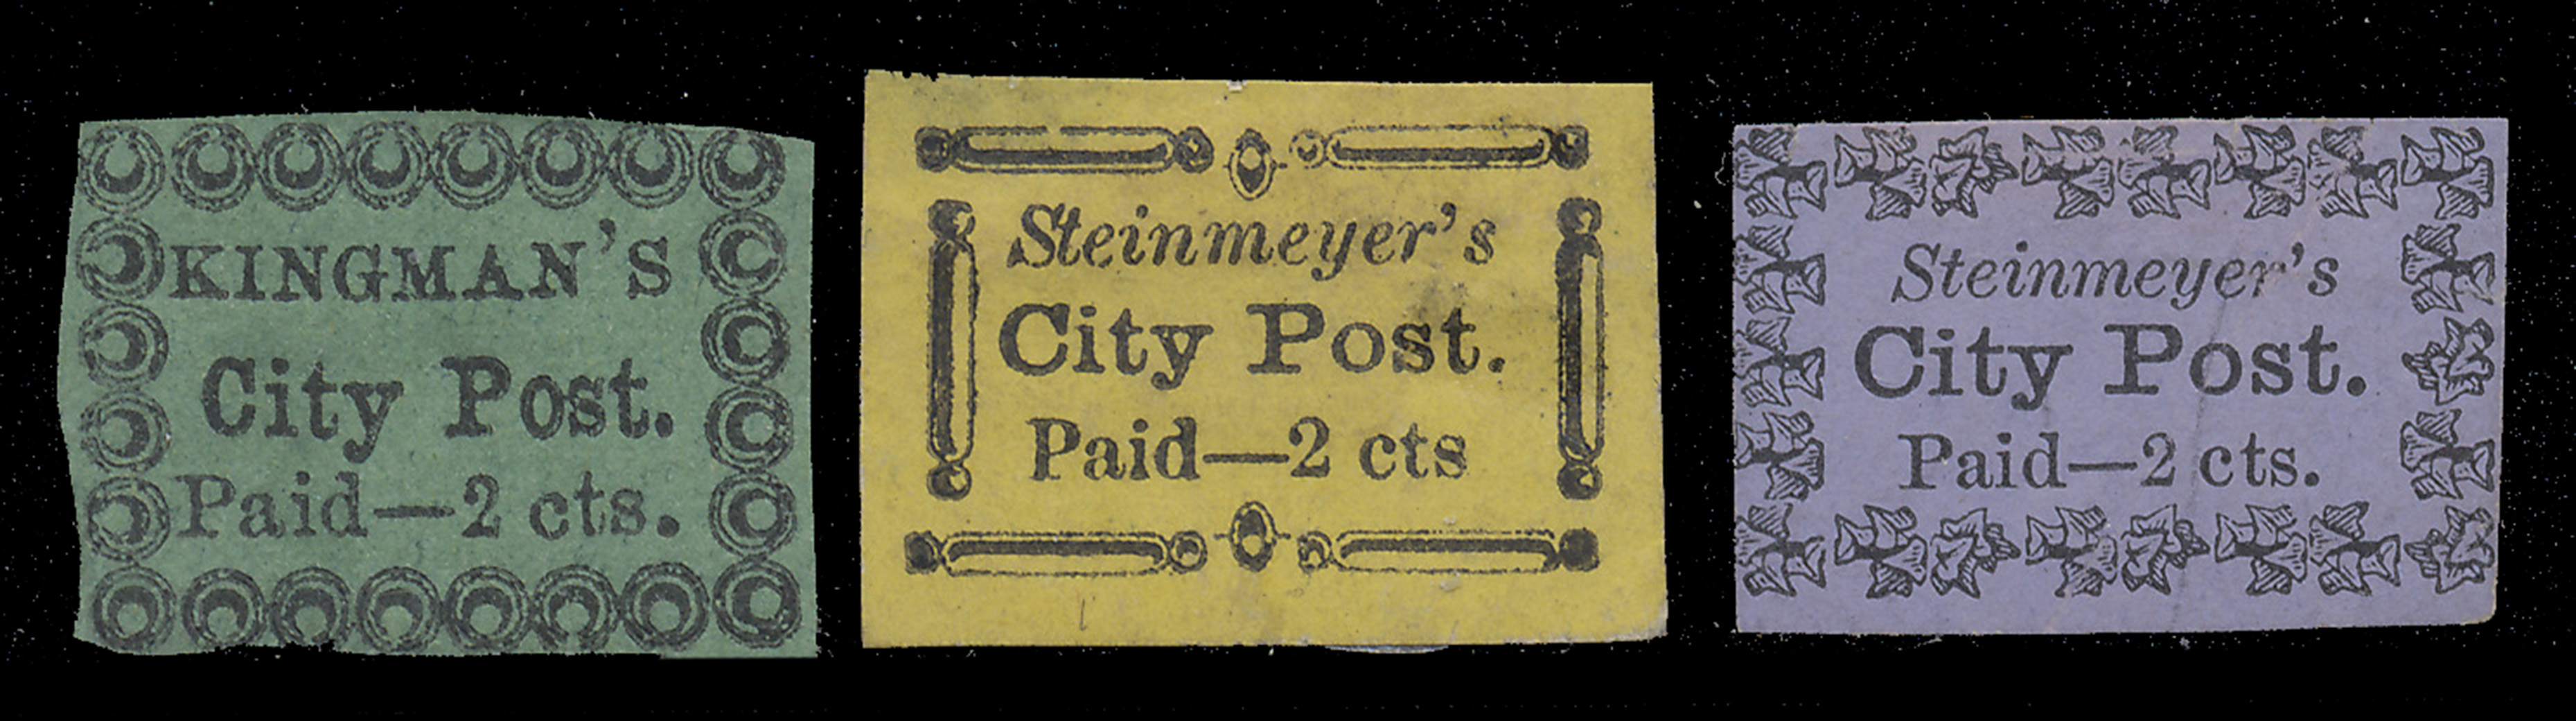 KINGMAN'S
City Post.
Paid—2 cts.
Steinmeyer's
City Post.
Paid—2 cts
Steinmeyer's
City Post.
Paid—2 cts.